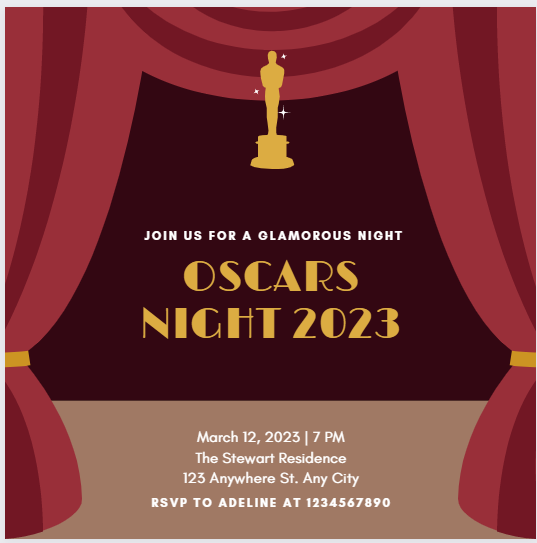 JOIN US FOR A GLAMOROUS NIGHT
OSCARS
NIGHT 2023
March 12, 2023 | 7 PM
The Stewart Residence
123 Anywhere St. Any City
RSVP TO ADELINE AT 1234567890